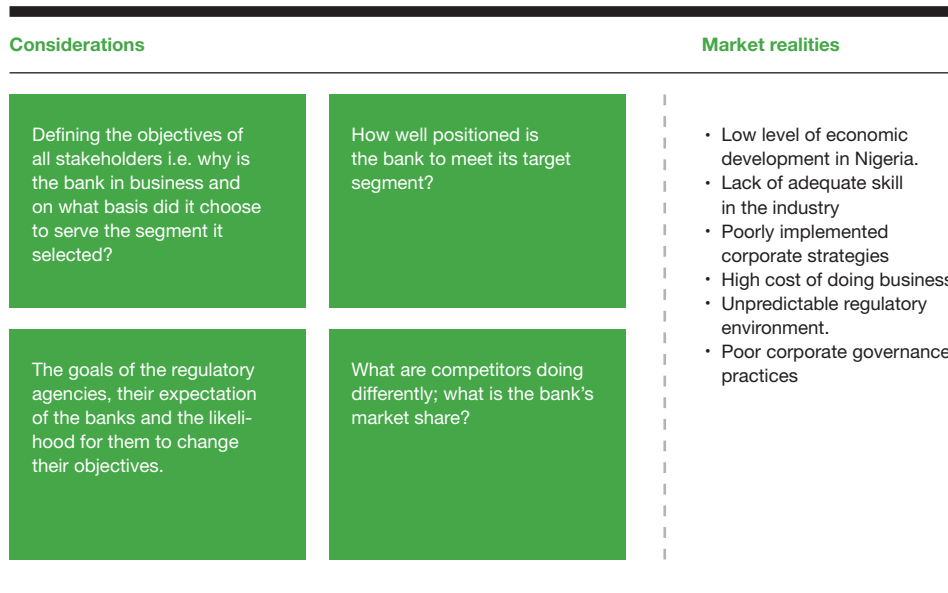 Considerations
Defining the objectives of
all stakeholders i.e. why is
the bank in business and
on what basis did it choose
to serve the segment it
selected?
How well positioned is
the bank to meet its target
segment?
The goals of the regulatory
agencies, their expectation
of the banks and the likeli-
hood for them to change
their objectives.
What are competitors doing
differently; what is the bank's
market share?
Market realities
• Low level of economic
development in Nigeria.
• Lack of adequate skill
in the industry
• Poorly implemented
corporate strategies
• High cost of doing business
• Unpredictable regulatory
environment.
• Poor corporate governance
practices